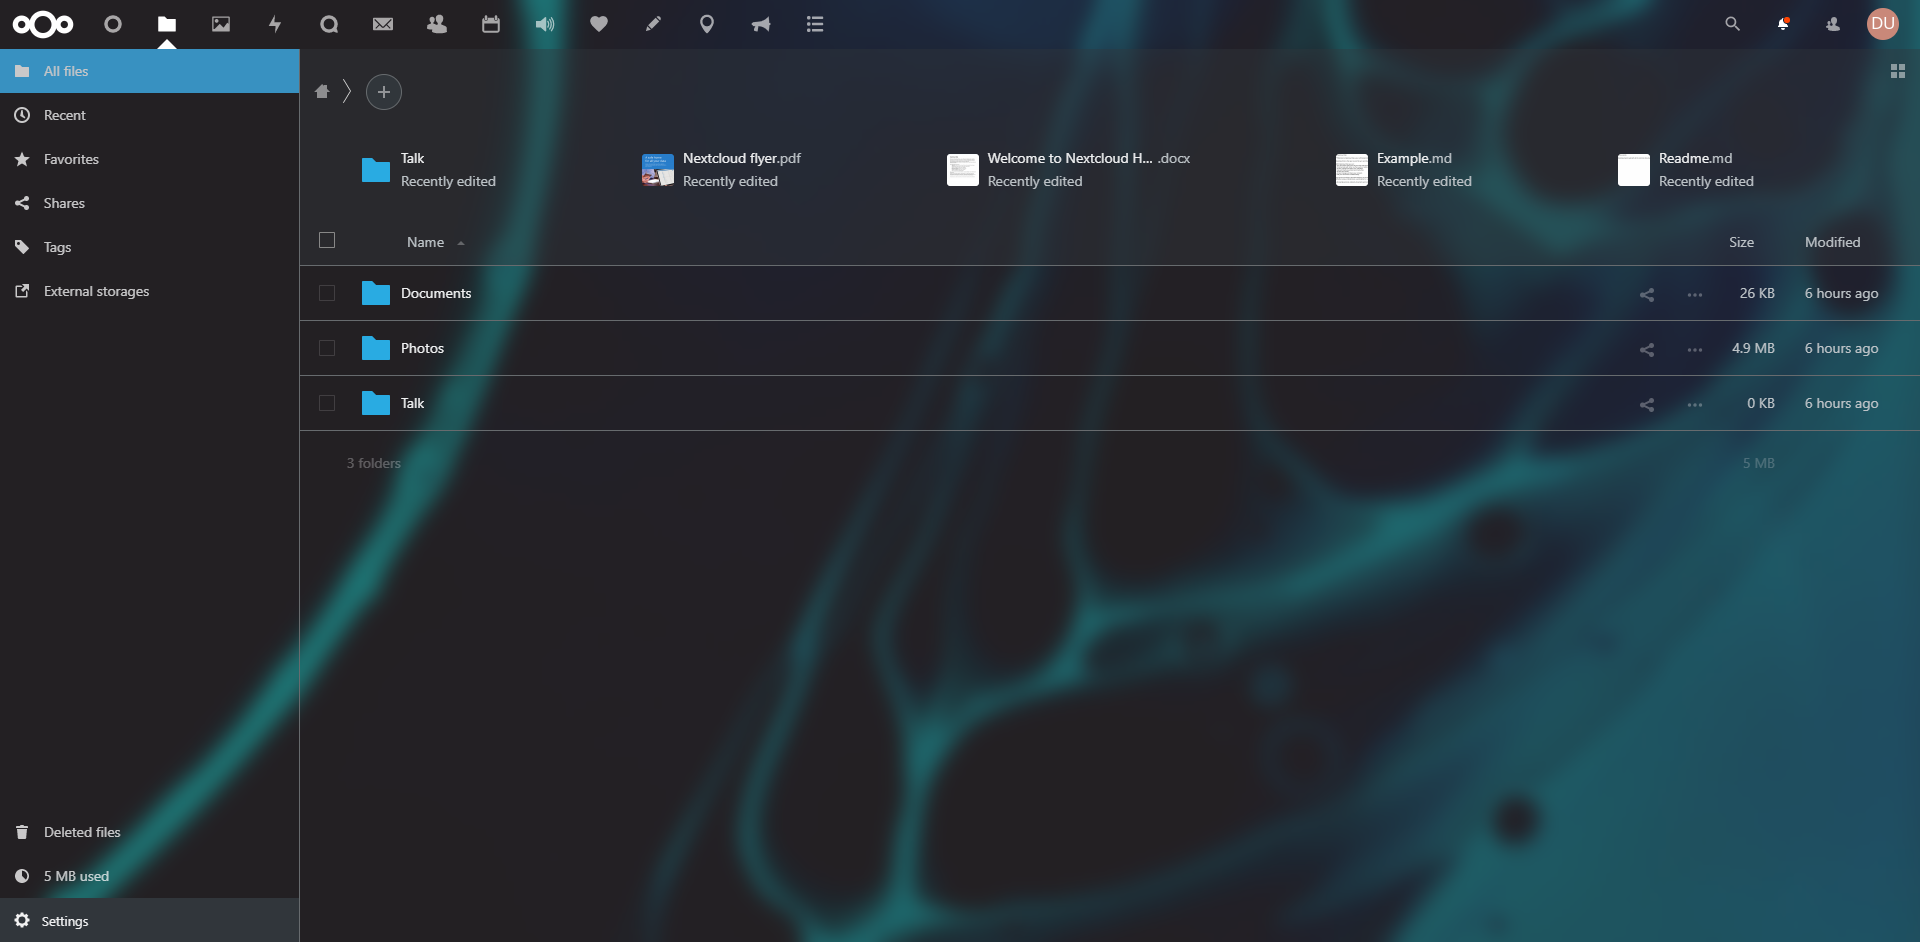 DU
All files
Recent
Favorites
Shares
Tags
External storages
Deleted files
5 MB used
Settings
Talk
Recently edited
Nextcloud flyer.pdf
Recently edited
Welcome to Nextcloud H... .docx
Recently edited
Example.md
Recently edited
Readme.md
Recently edited
Name Size Modified
Documents 26 KB 6 hours ago
Photos 4.9 MB 6 hours ago
Talk 0 KB 6 hours ago
3 folders 5 MB